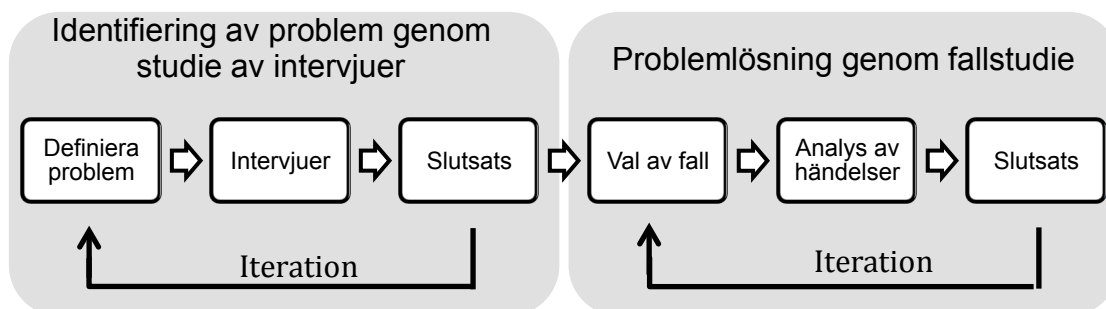 Identifiering av problem genom
studie av intervjuer
Definiera
problem
Intervjuer
Slutsats
Iteration
Problemlösning genom fallstudie
Val av fall
Analys av
händelser
Slutsats
Iteration